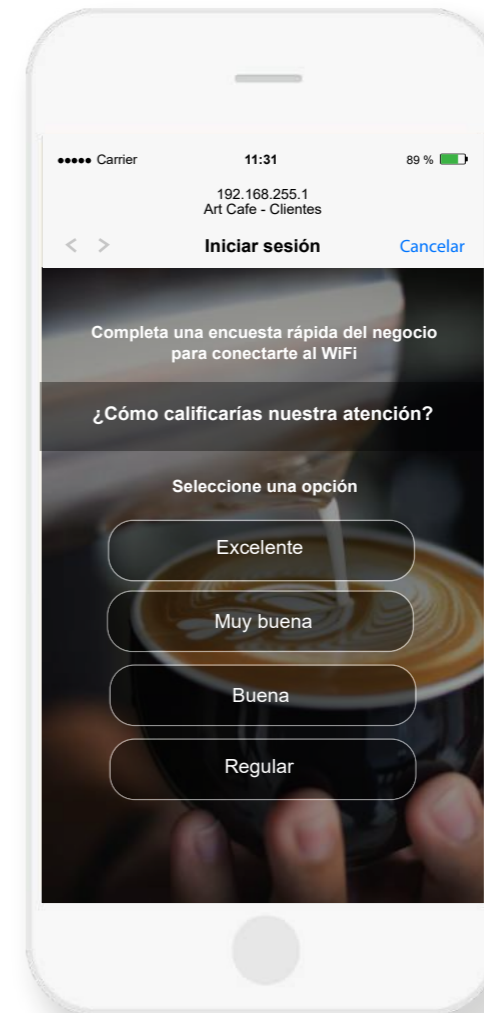 ●●●●● Carrier 11:31 89 %
192.168.255.1
Art Cafe - Clientes
< > Iniciar sesión Cancelar
Completa una encuesta rápida del negocio
para conectarte al WiFi
¿Cómo calificarías nuestra atención?
Seleccione una opción
Excelente
Muy buena
Buena
Regular